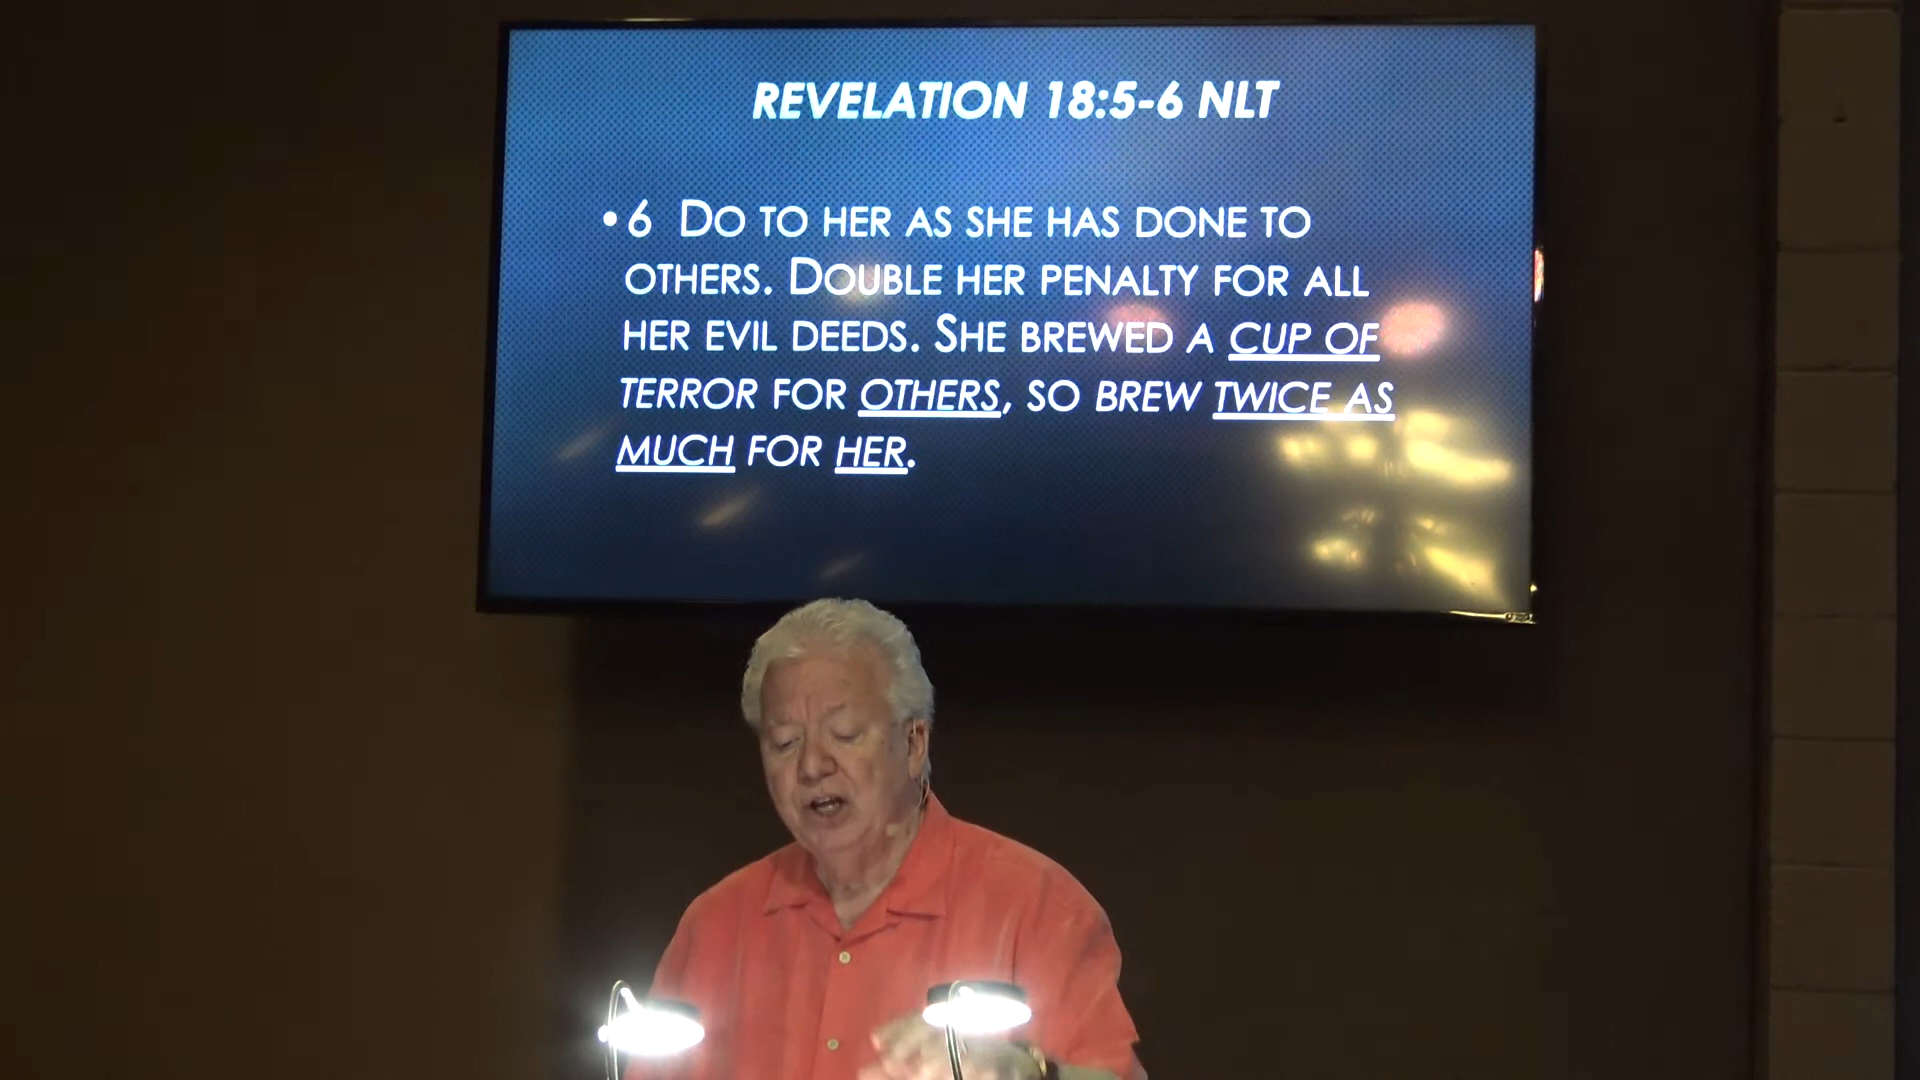 REVELATION 18:5-6 NLT
• 6 DO TO HER AS SHE HAS DONE TO
OTHERS. DOUBLE HER PENALTY FOR ALL
HER EVIL DEEDS. SHE BREWED A CUP OF
TERROR FOR OTHERS, SO BREW TWICE AS
MUCH FOR HER.